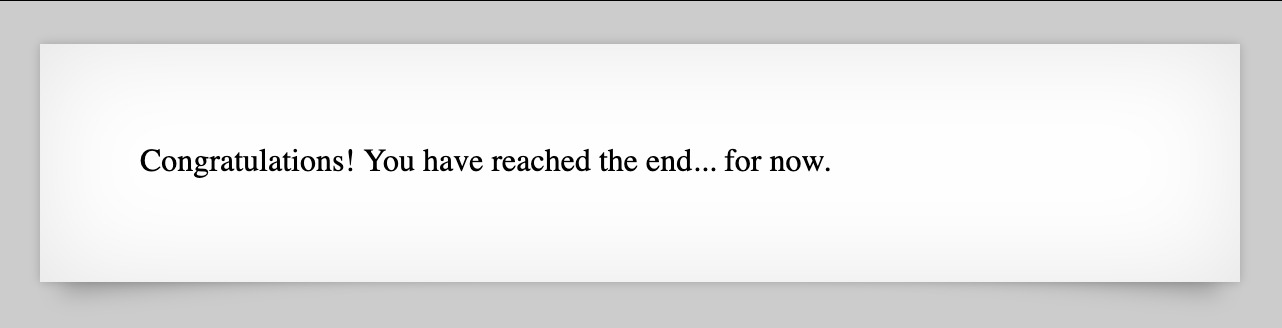 Congratulations! You have reached the end... for now.